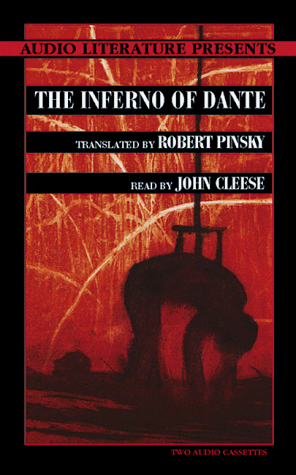 AUDIO LITERATURE PRESENTS
THE INFERNO OF DANTE
TRANSLATED BY ROBERT PINSKY
READ BY JOHN CLEESE
TWO AUDIO CASSETTES